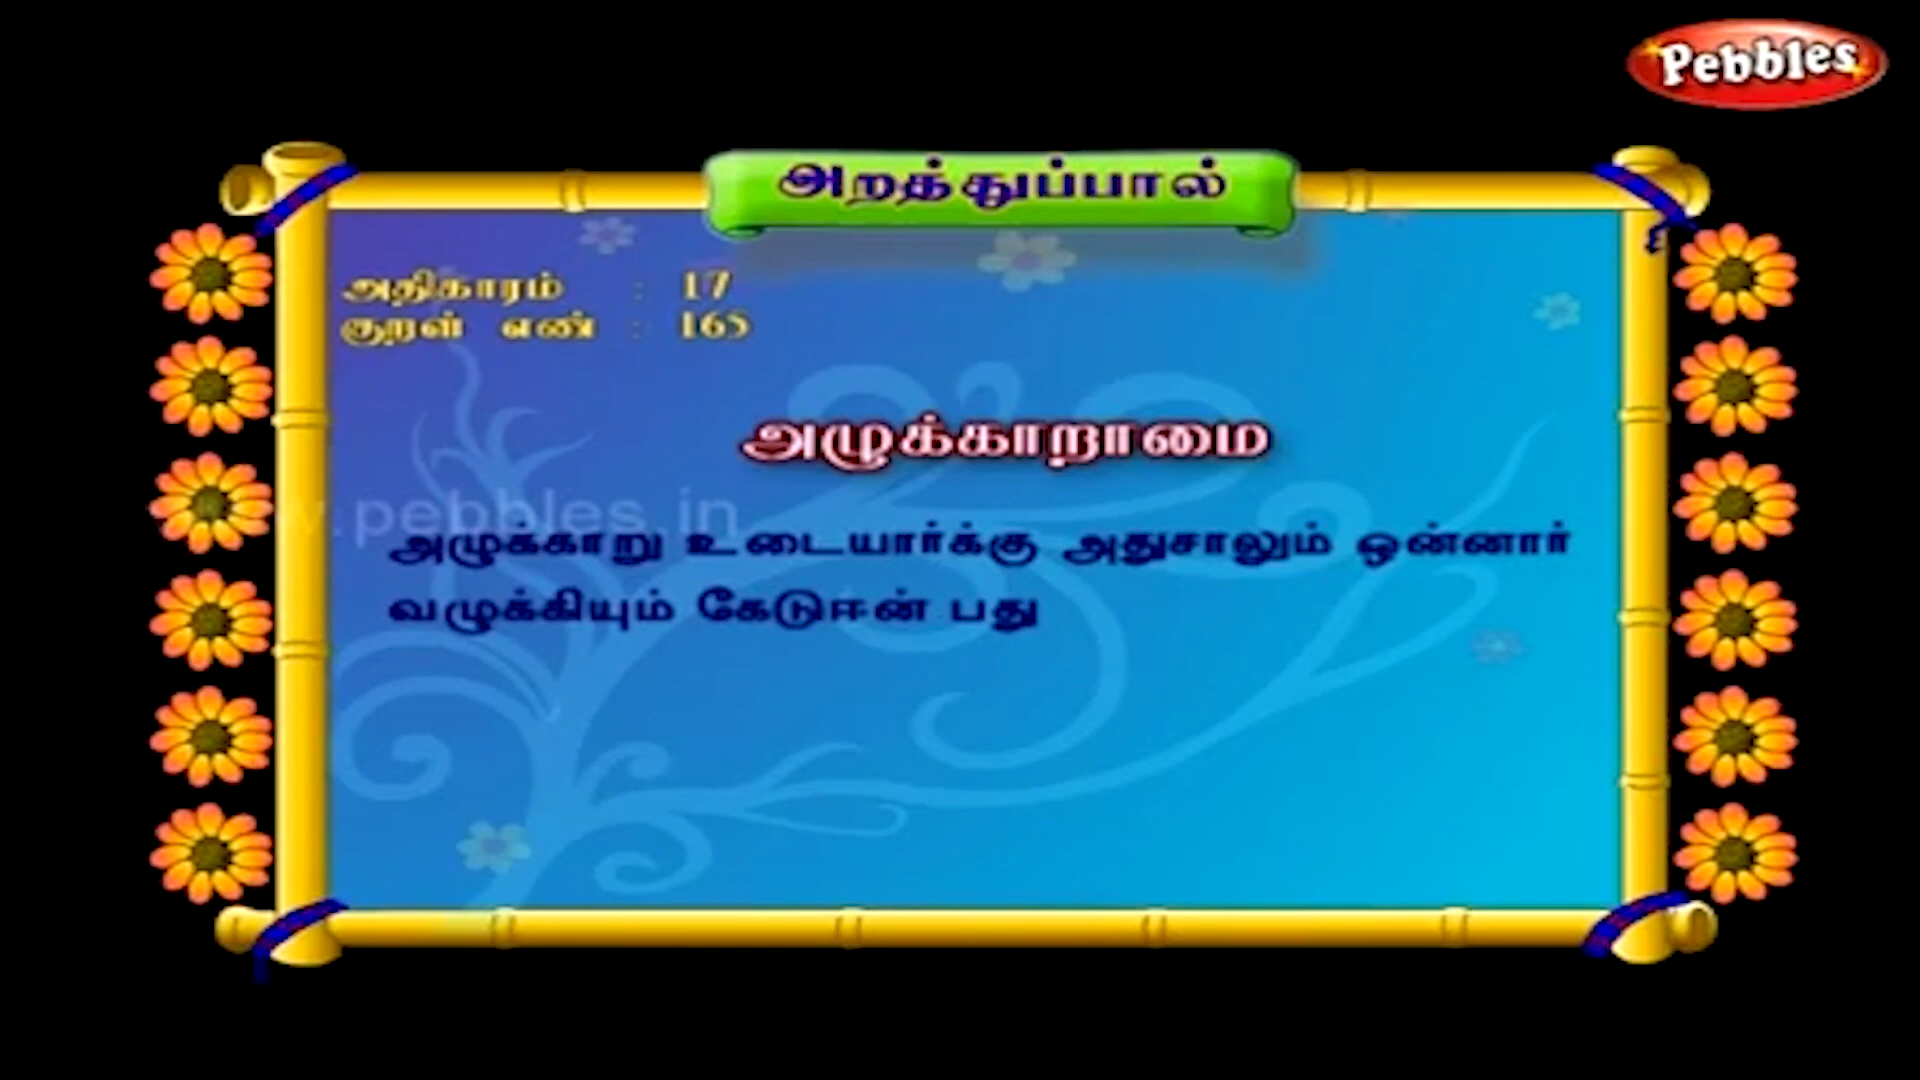 Pebbles
அறத்துப்பால்
அதிகாரம் : 17
குறள் எண் : 165
அழுக்காறாமை
w.pebbles.in
அழுக்காறு உடையார்க்கு அதுசாலும் ஒன்னார்
வழுக்கியும் கேடுஈன் பது